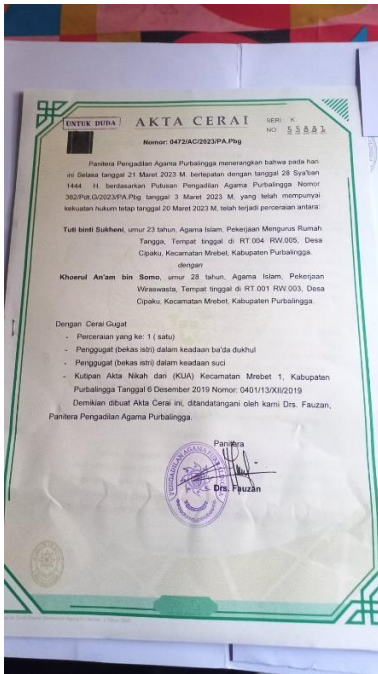 UNTUK DUDA
AKTA CERAI
SERI K
NO 55881
Nomor: 0472/AC/2023/PA.Pbg
Panitera Pengadilan Agama Purbalingga menerangkan bahwa pada hari
ini Selasa tanggal 21 Maret 2023 M. bertepatan dengan tanggal 28 Sya'ban
1444 H. berdasarkan Putusan Pengadilan Agama Purbalingga Nomor
382/Pdt.G/2023/PA.Pbg tanggal 3 Maret 2023 M. yang telah mempunyai
kekuatan hukum tetap tanggal 20 Maret 2023 M, telah terjadi perceraian antara:
Tuti binti Sukheni, umur 23 tahun, Agama Islam, Pekerjaan Mengurus Rumah
Tangga, Tempat tinggal di RT.004 RW.005, Desa
Cipaku, Kecamatan Mrebet, Kabupaten Purbalingga.
dengan
Khoerul An'am bin Somo, umur 28 tahun, Agama Islam, Pekerjaan
Wiraswasta, Tempat tinggal di RT.001 RW.003, Desa
Cipaku, Kecamatan Mrebet, Kabupaten Purbalingga.
Dengan Cerai Gugat
- Perceraian yang ke: 1 ( satu)
- Penggugat (bekas istri) dalam keadaan ba'da dukhul
- Penggugat (bekas istri) dalam keadaan suci
- Kutipan Akta Nikah dari (KUA) Kecamatan Mrebet 1, Kabupaten
Purbalingga Tanggal 6 Desember 2019 Nomor: 0401/13/XII/2019
Demikian dibuat Akta Cerai ini, ditandatangani oleh kami Drs. Fauzan,
Panitera Pengadilan Agama Purbalingga.
Panitera
PENGADILAN AGAMA PURBALINGGA
Drs. Fauzan